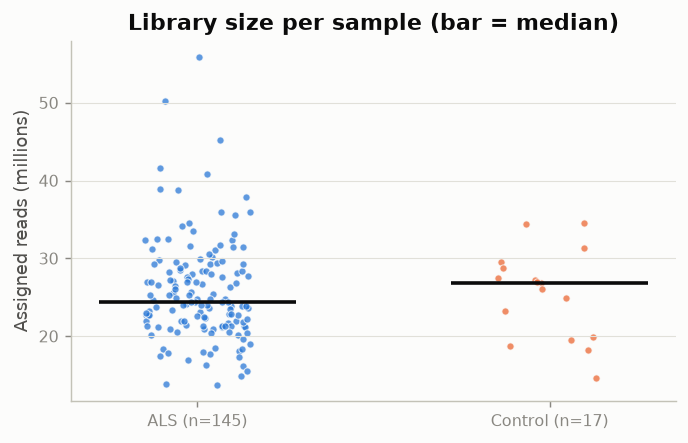 Library size per sample (bar = median)
Assigned reads (millions)
50
40
30
20
ALS (n=145)
Control (n=17)